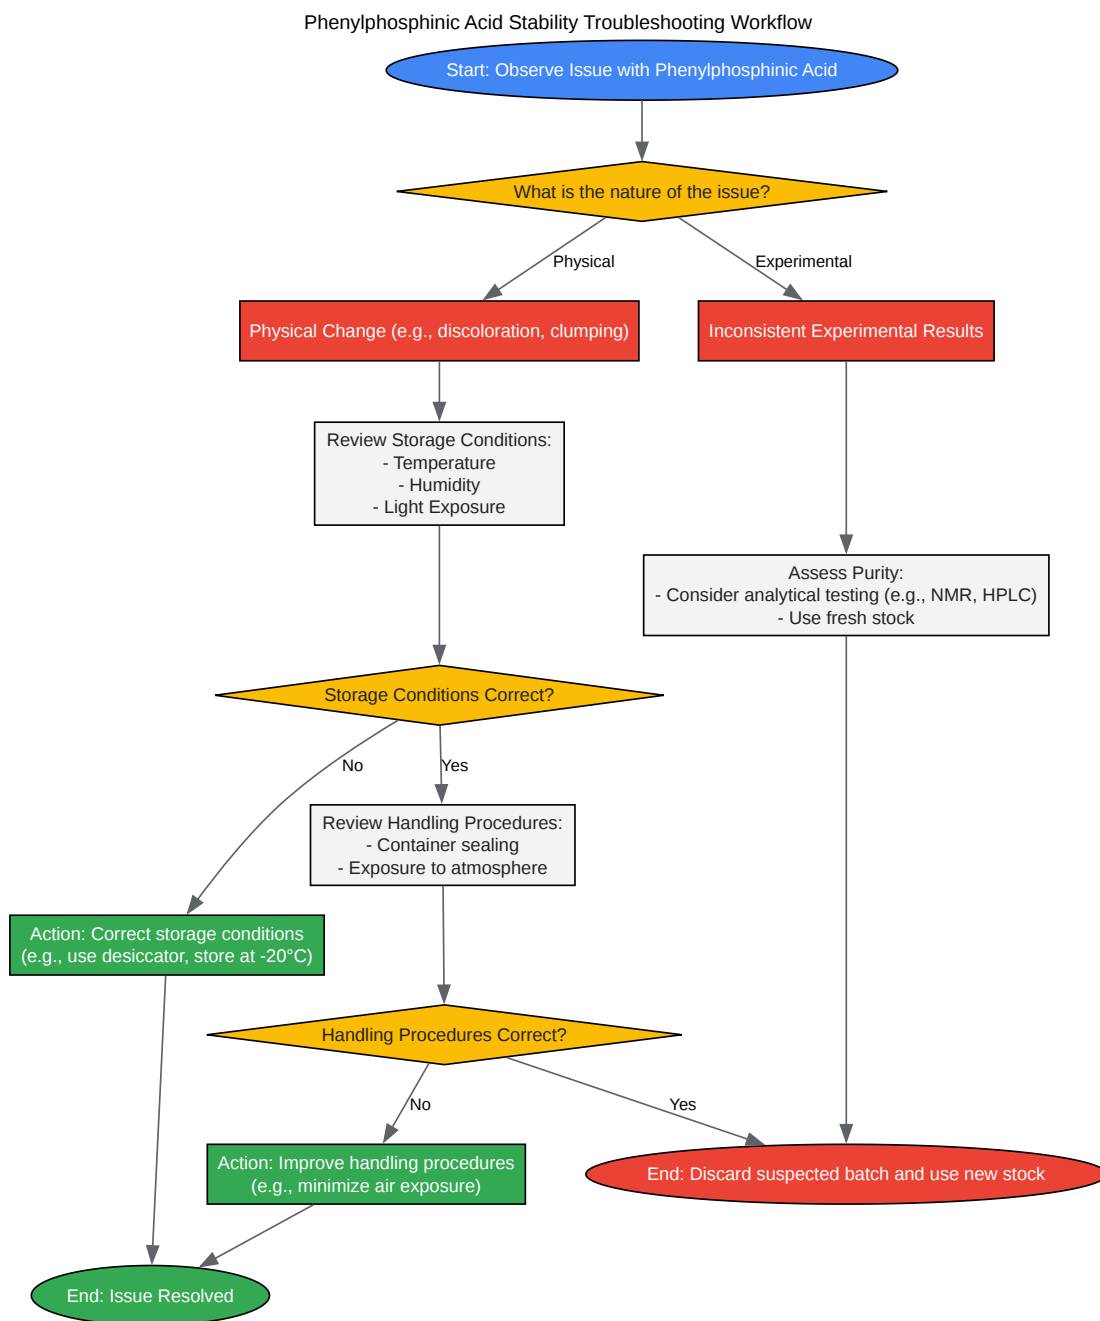 Phenylphosphinic Acid Stability Troubleshooting Workflow
Start: Observe Issue with Phenylphosphinic Acid
What is the nature of the issue?
Physical
Experimental
Physical Change (e.g., discoloration, clumping)
Inconsistent Experimental Results
Review Storage Conditions:
- Temperature
- Humidity
- Light Exposure
Assess Purity:
- Consider analytical testing (e.g., NMR, HPLC)
- Use fresh stock
Storage Conditions Correct?
No
Yes
Review Handling Procedures:
- Container sealing
- Exposure to atmosphere
Action: Correct storage conditions
(e.g., use desiccator, store at -20°C)
Handling Procedures Correct?
No
Yes
Action: Improve handling procedures
(e.g., minimize air exposure)
End: Discard suspected batch and use new stock
End: Issue Resolved